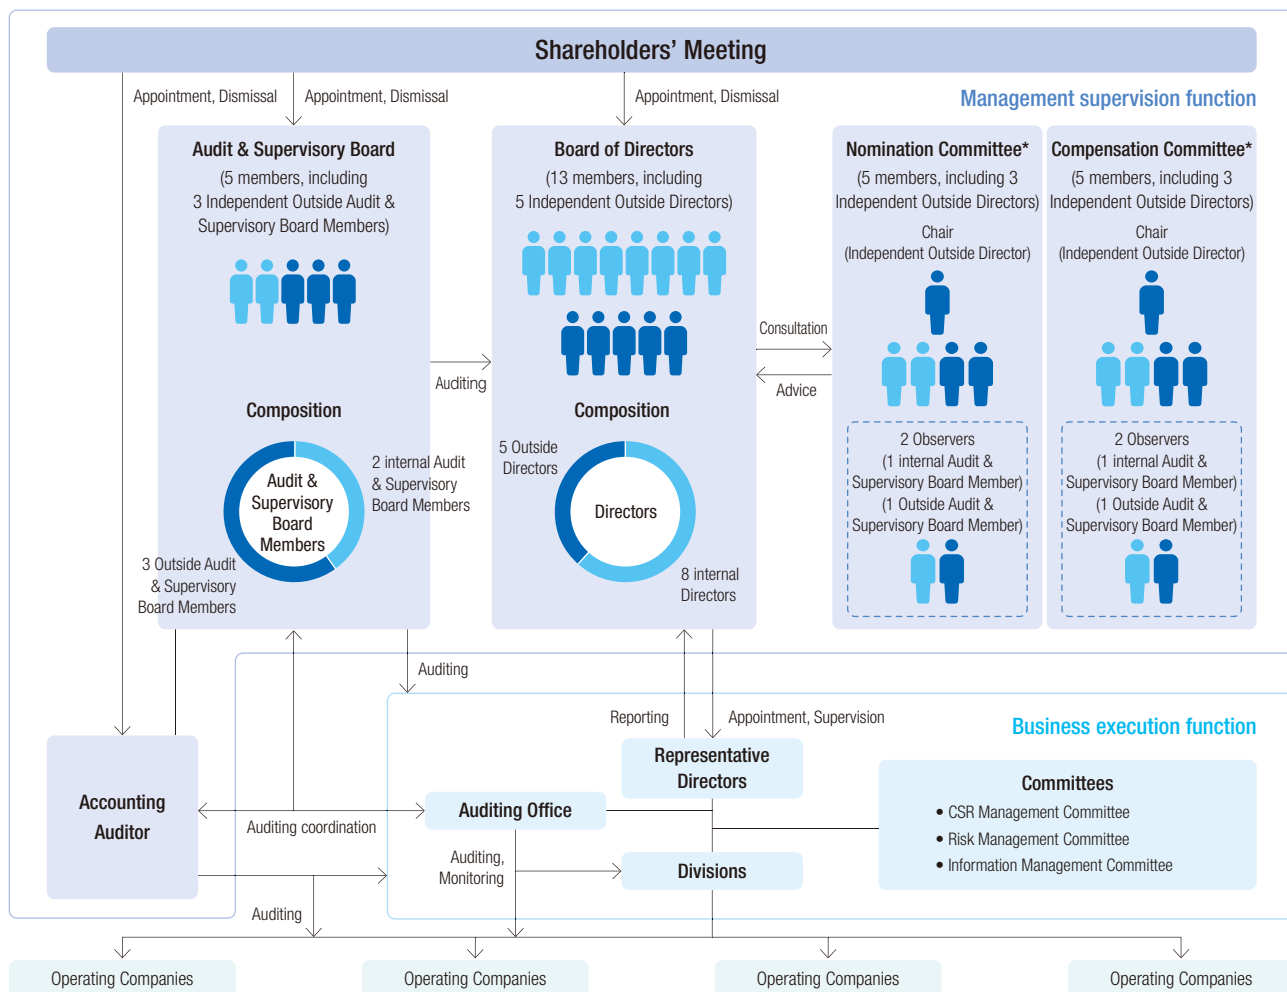 Shareholders’ Meeting
Appointment, Dismissal
Appointment, Dismissal
Appointment, Dismissal
Management supervision function
Audit & Supervisory Board
(5 members, including
3 Independent Outside Audit &
Supervisory Board Members)
Composition
Audit &
Supervisory
Board
Members
2 internal Audit
& Supervisory
Board Members
3 Outside Audit
& Supervisory
Board Members
Auditing
Board of Directors
(13 members, including
5 Independent Outside Directors)
Composition
5 Outside
Directors
Directors
8 internal
Directors
Consultation
Advice
Nomination Committee*
(5 members, including 3
Independent Outside Directors)
Chair
(Independent Outside Director)
2 Observers
(1 internal Audit &
Supervisory Board Member)
(1 Outside Audit &
Supervisory Board Member)
Compensation Committee*
(5 members, including 3
Independent Outside Directors)
Chair
(Independent Outside Director)
2 Observers
(1 internal Audit &
Supervisory Board Member)
(1 Outside Audit &
Supervisory Board Member)
Auditing
Reporting
Appointment, Supervision
Business execution function
Accounting
Auditor
Auditing coordination
Auditing Office
Representative
Directors
Committees
• CSR Management Committee
• Risk Management Committee
• Information Management Committee
Auditing,
Monitoring
Divisions
Auditing
Operating Companies
Operating Companies
Operating Companies
Operating Companies